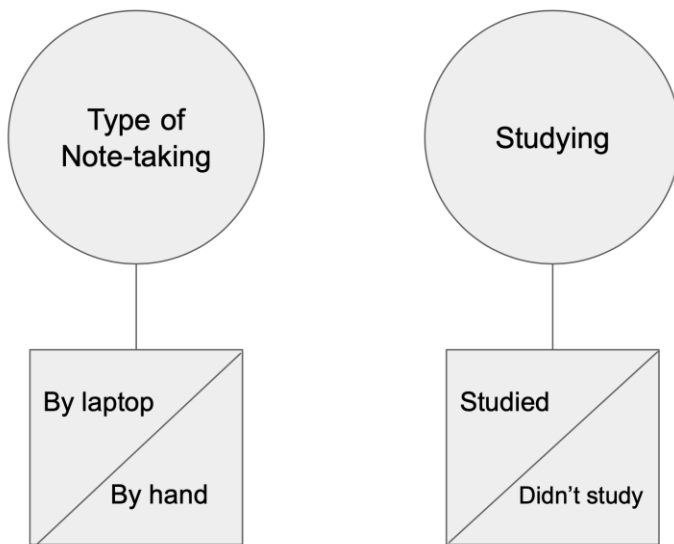 Type of
Note-taking
Studying
By laptop
By hand
Studied
Didn’t study